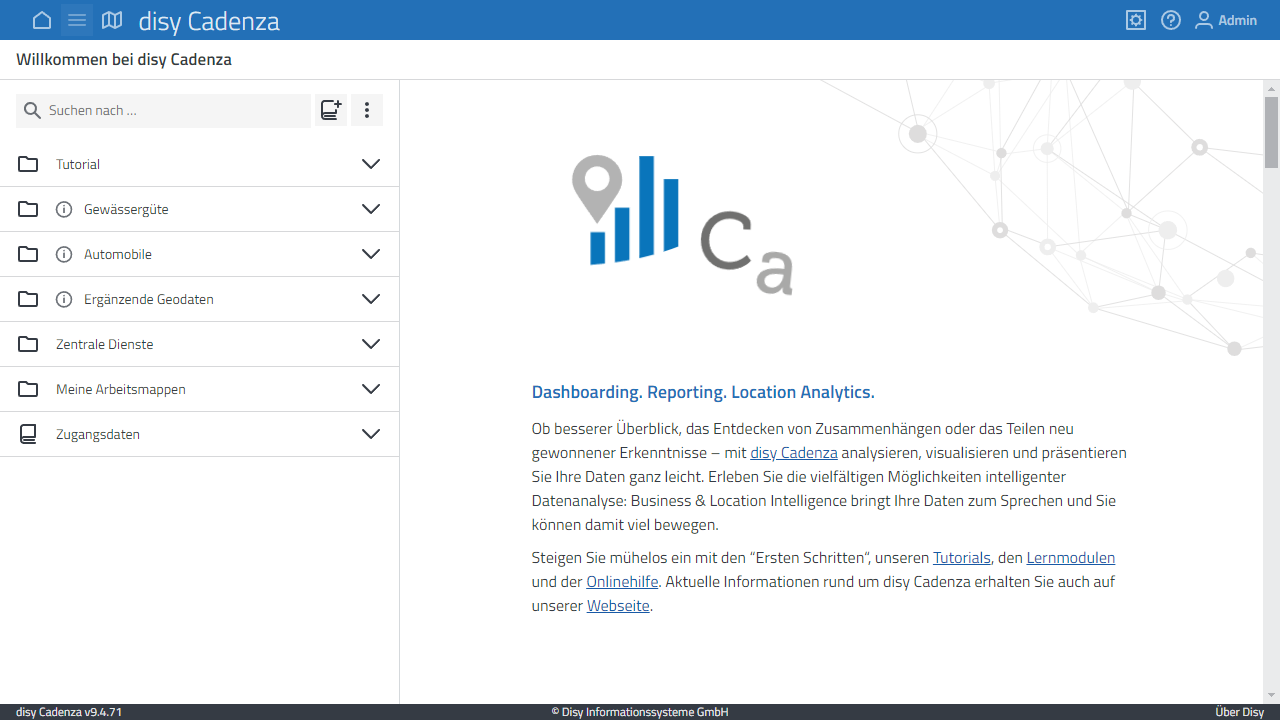 disy Cadenza
Admin
Willkommen bei disy Cadenza
Suchen nach ...
Tutorial
Gewässergüte
Automobile
Ergänzende Geodaten
Zentrale Dienste
Meine Arbeitsmappen
Zugangsdaten
Ca
Dashboarding. Reporting. Location Analytics.
Ob besserer Überblick, das Entdecken von Zusammenhängen oder das Teilen neu
gewonnener Erkenntnisse – mit disy Cadenza analysieren, visualisieren und präsentieren
Sie Ihre Daten ganz leicht. Erleben Sie die vielfältigen Möglichkeiten intelligenter
Datenanalyse: Business & Location Intelligence bringt Ihre Daten zum Sprechen und Sie
können damit viel bewegen.
Steigen Sie mühelos ein mit den “Ersten Schritten“, unseren Tutorials, den Lernmodulen
und der Onlinehilfe. Aktuelle Informationen rund um disy Cadenza erhalten Sie auch auf
unserer Webseite.
disy Cadenza v9.4.71
© Disy Informationssysteme GmbH
Über Disy